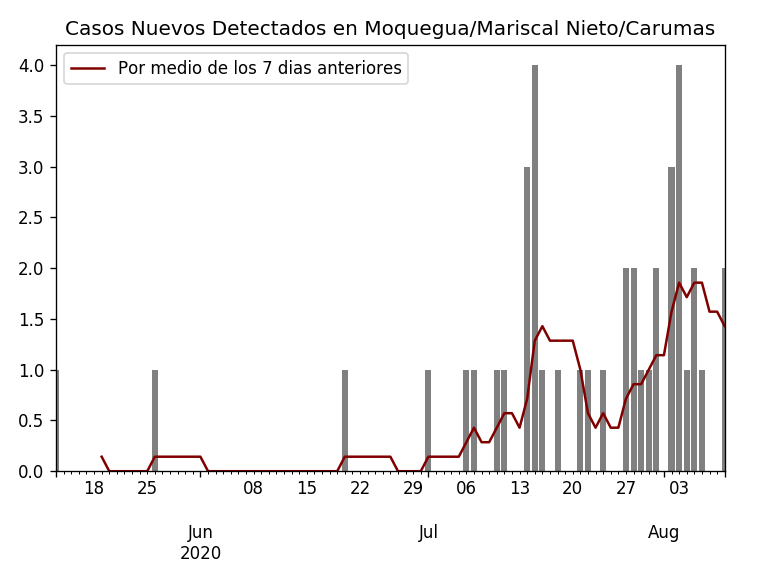 Casos Nuevos Detectados en Moquegua/Mariscal Nieto/Carumas
Por medio de los 7 dias anteriores
4.0
3.5
3.0
2.5
2.0
1.5
1.0
0.5
0.0
18 25 08 15 22 29 06 13 20 27 03
Jun Jul Aug
2020